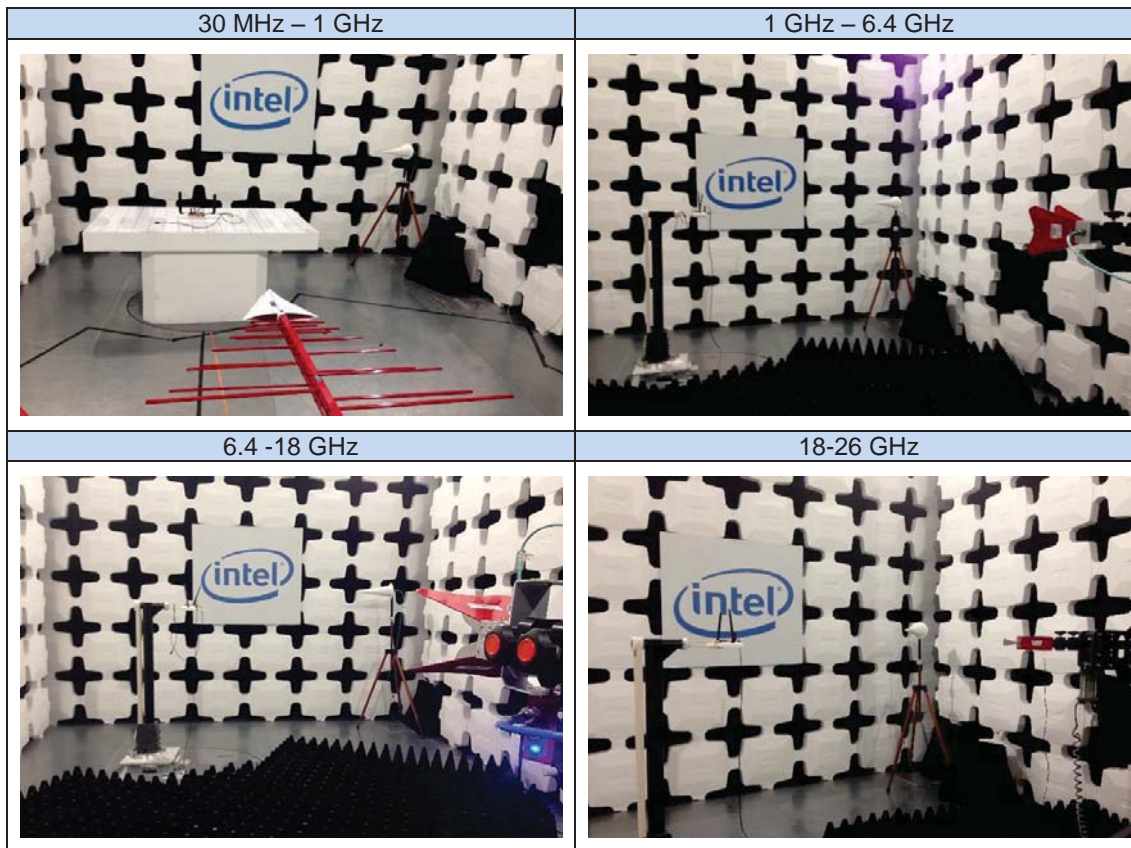 30 MHz – 1 GHz
1 GHz – 6.4 GHz
intel
intel
6.4 -18 GHz
18-26 GHz
intel
intel